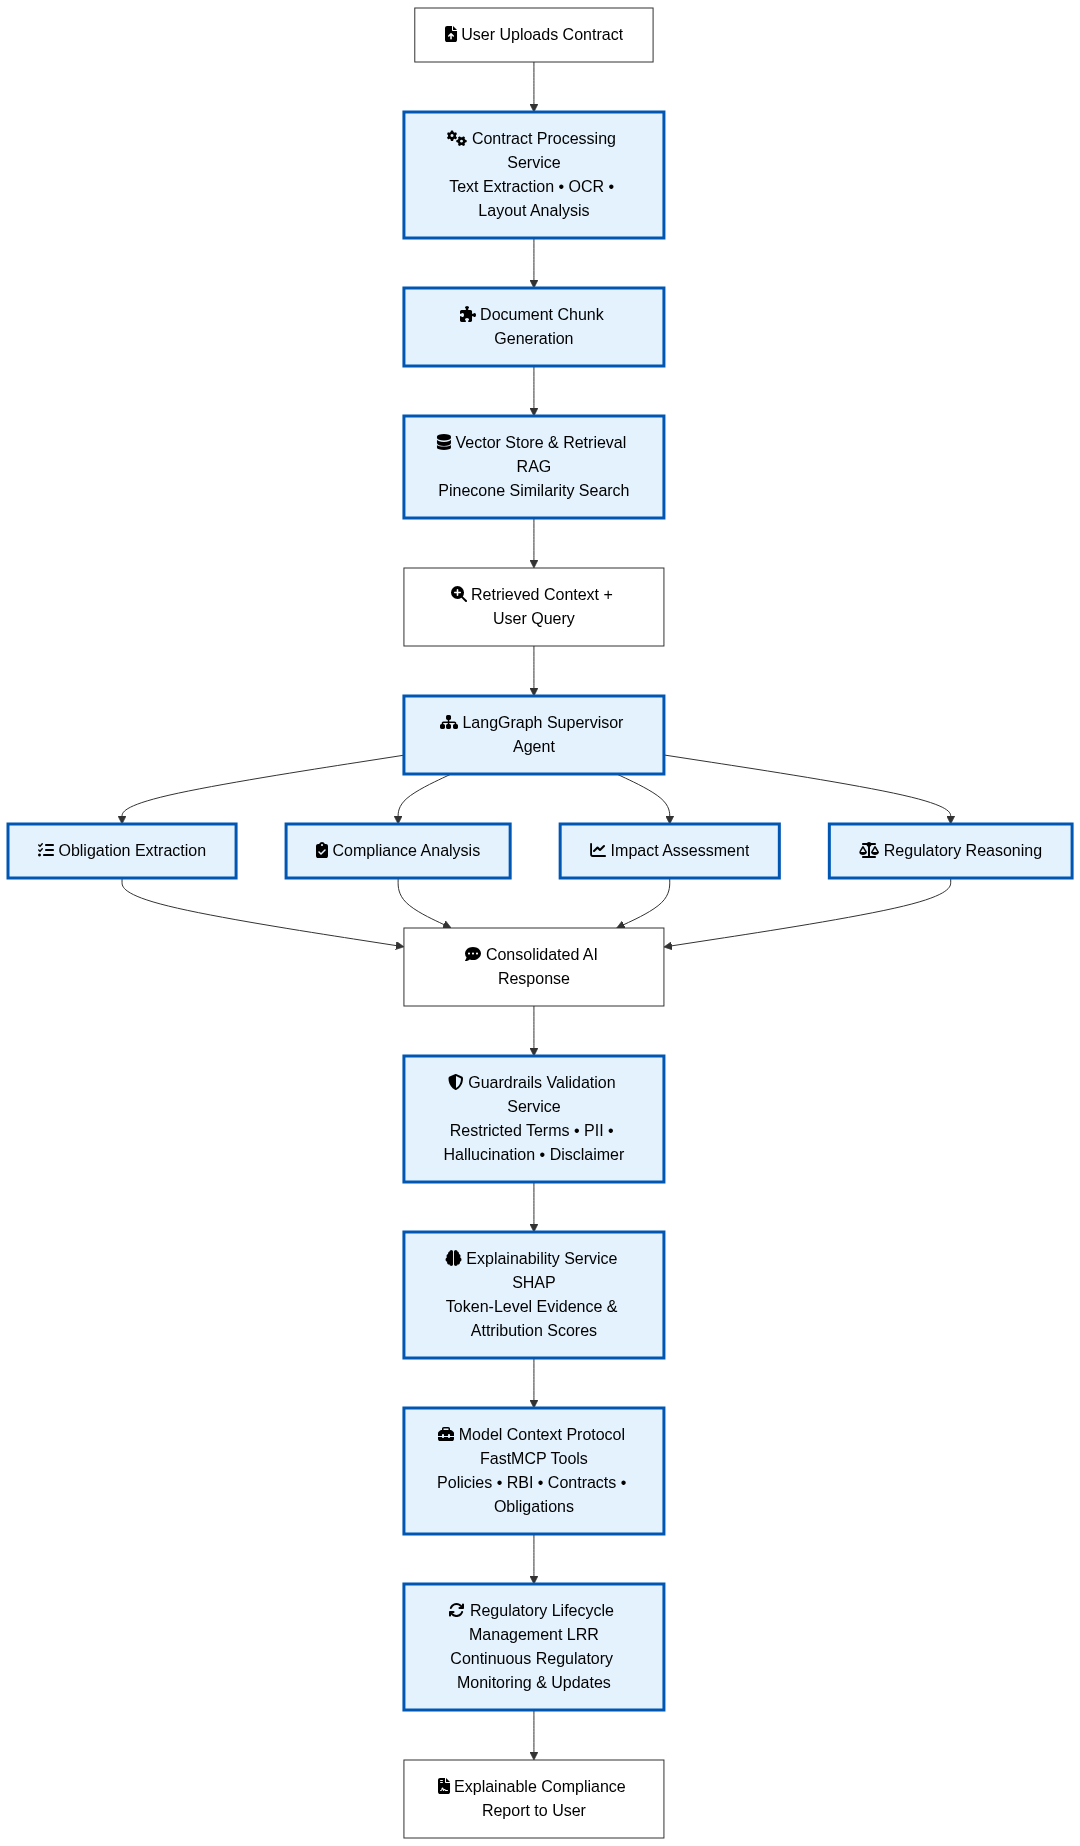 User Uploads Contract
Contract Processing
Service
Text Extraction • OCR •
Layout Analysis
Document Chunk
Generation
Vector Store & Retrieval
RAG
Pinecone Similarity Search
Retrieved Context +
User Query
LangGraph Supervisor
Agent
Obligation Extraction
Compliance Analysis
Impact Assessment
Regulatory Reasoning
Consolidated AI
Response
Guardrails Validation
Service
Restricted Terms • PII •
Hallucination • Disclaimer
Explainability Service
SHAP
Token-Level Evidence &
Attribution Scores
Model Context Protocol
FastMCP Tools
Policies • RBI • Contracts •
Obligations
Regulatory Lifecycle
Management LRR
Continuous Regulatory
Monitoring & Updates
Explainable Compliance
Report to User